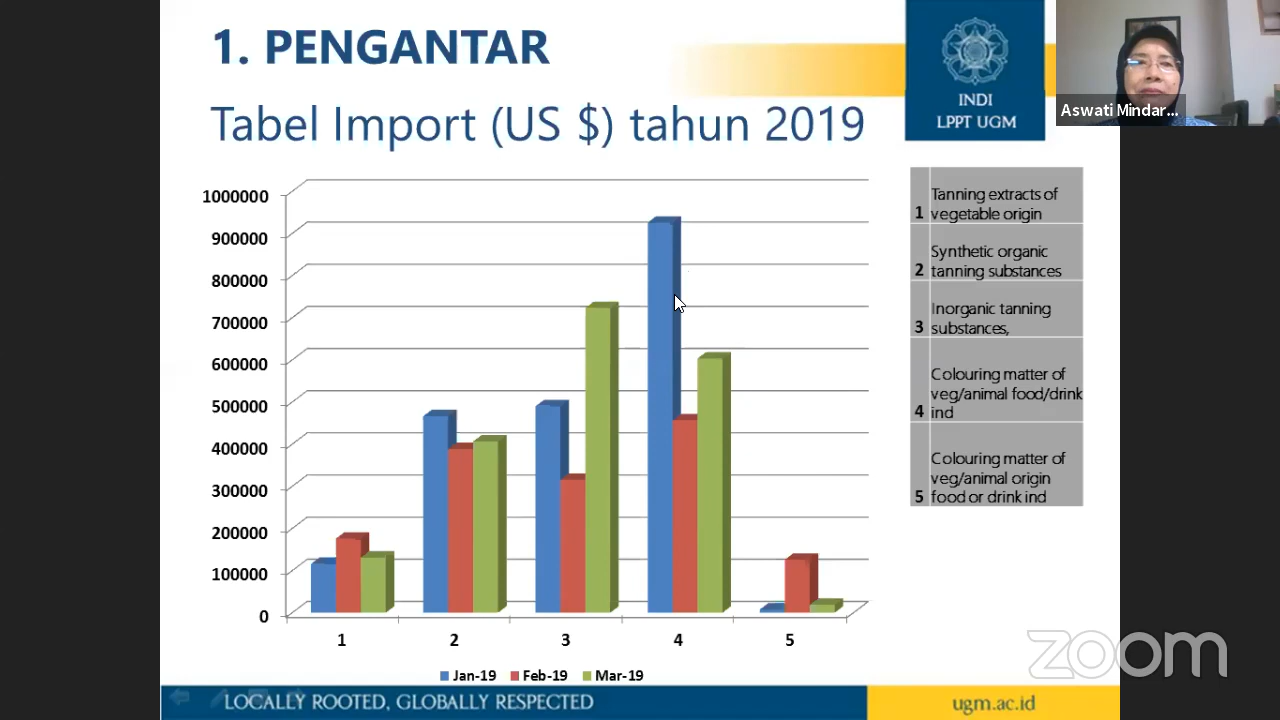 1. PENGANTAR
Tabel Import (US $) tahun 2019
INDI
LPPT UGM
Aswati Mindar...
1000000
900000
800000
700000
600000
500000
400000
300000
200000
100000
0
1
2
3
4
5
Jan-19
Feb-19
Mar-19
1 Tanning extracts of
vegetable origin
2 Synthetic organic
tanning substances
3 Inorganic tanning
substances,
4 Colouring matter of
veg/animal food/drink
ind
5 Colouring matter of
veg/animal origin
food or drink ind
zoom
LOCALLY ROOTED, GLOBALLY RESPECTED
ugm.ac.id